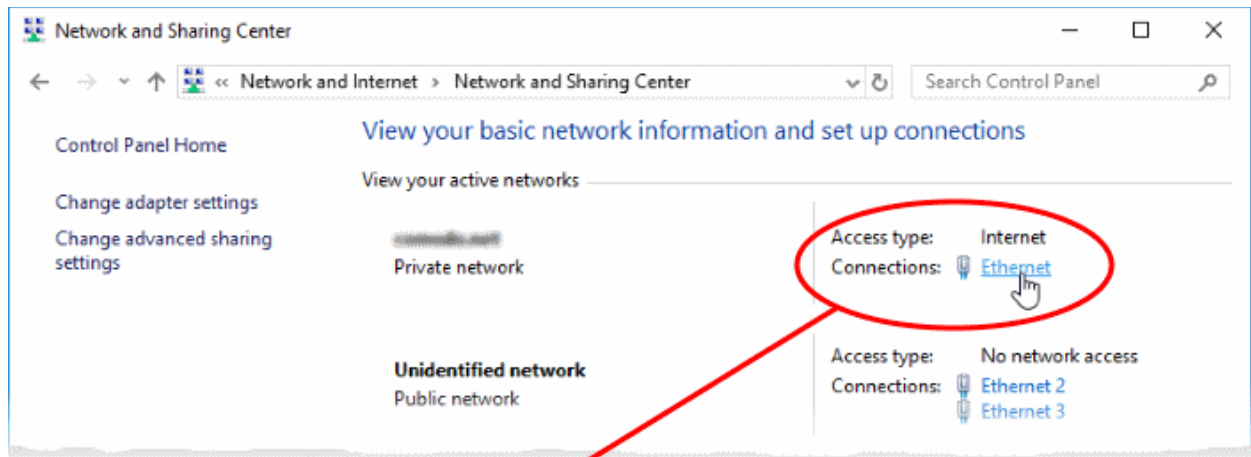 Network and Sharing Center
« Network and Internet > Network and Sharing Center
Search Control Panel
Control Panel Home
Change adapter settings
Change advanced sharing
settings
View your basic network information and set up connections
View your active networks
Private network
Access type: Internet
Connections: Ethernet
Unidentified network
Public network
Access type: No network access
Connections: Ethernet 2
Ethernet 3